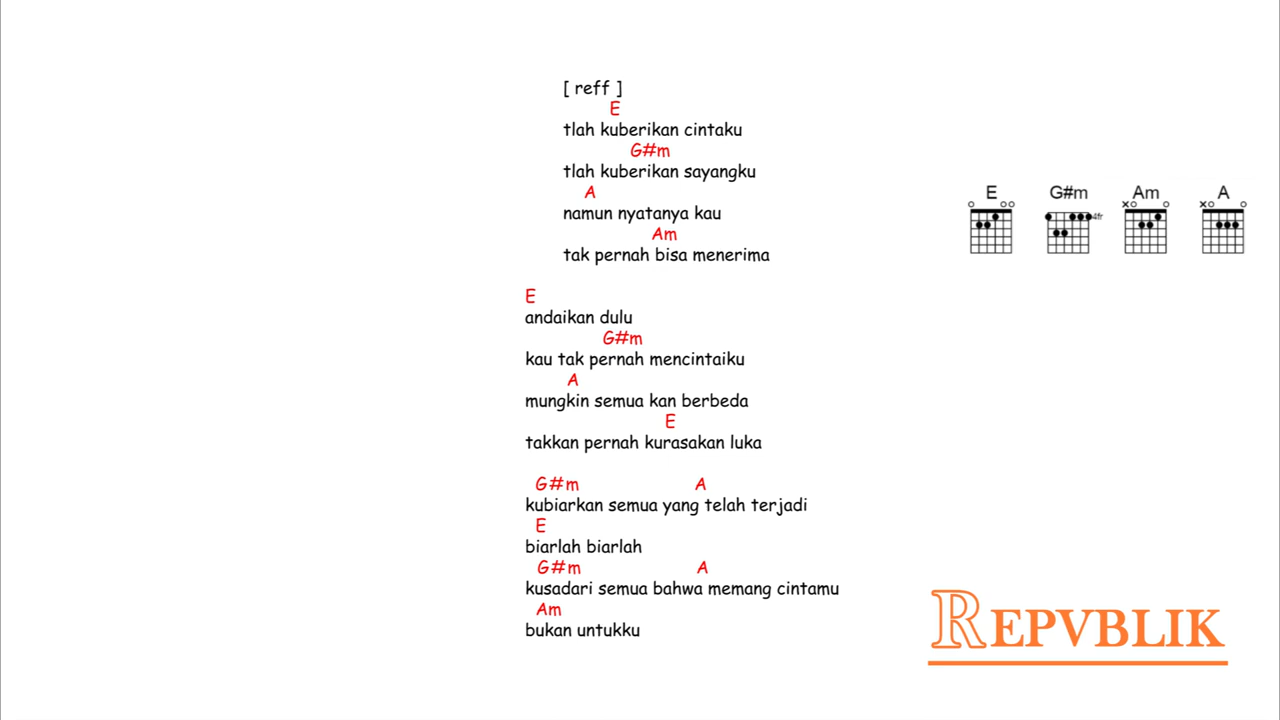 [ reff ]
E
tlah kuberikan cintaku
G#m
tlah kuberikan sayangku
A
namun nyatanya kau
Am
tak pernah bisa menerima
E
andaikan dulu
G#m
kau tak pernah mencintaiku
A
mungkin semua kan berbeda
E
takkan pernah kurasakan luka
G#m A
kubiarkan semua yang telah terjadi
E
biarlah biarlah
G#m A
kusadari semua bahwa memang cintamu
Am
bukan untukku
E G#m Am A
4fr
REPVBLIK